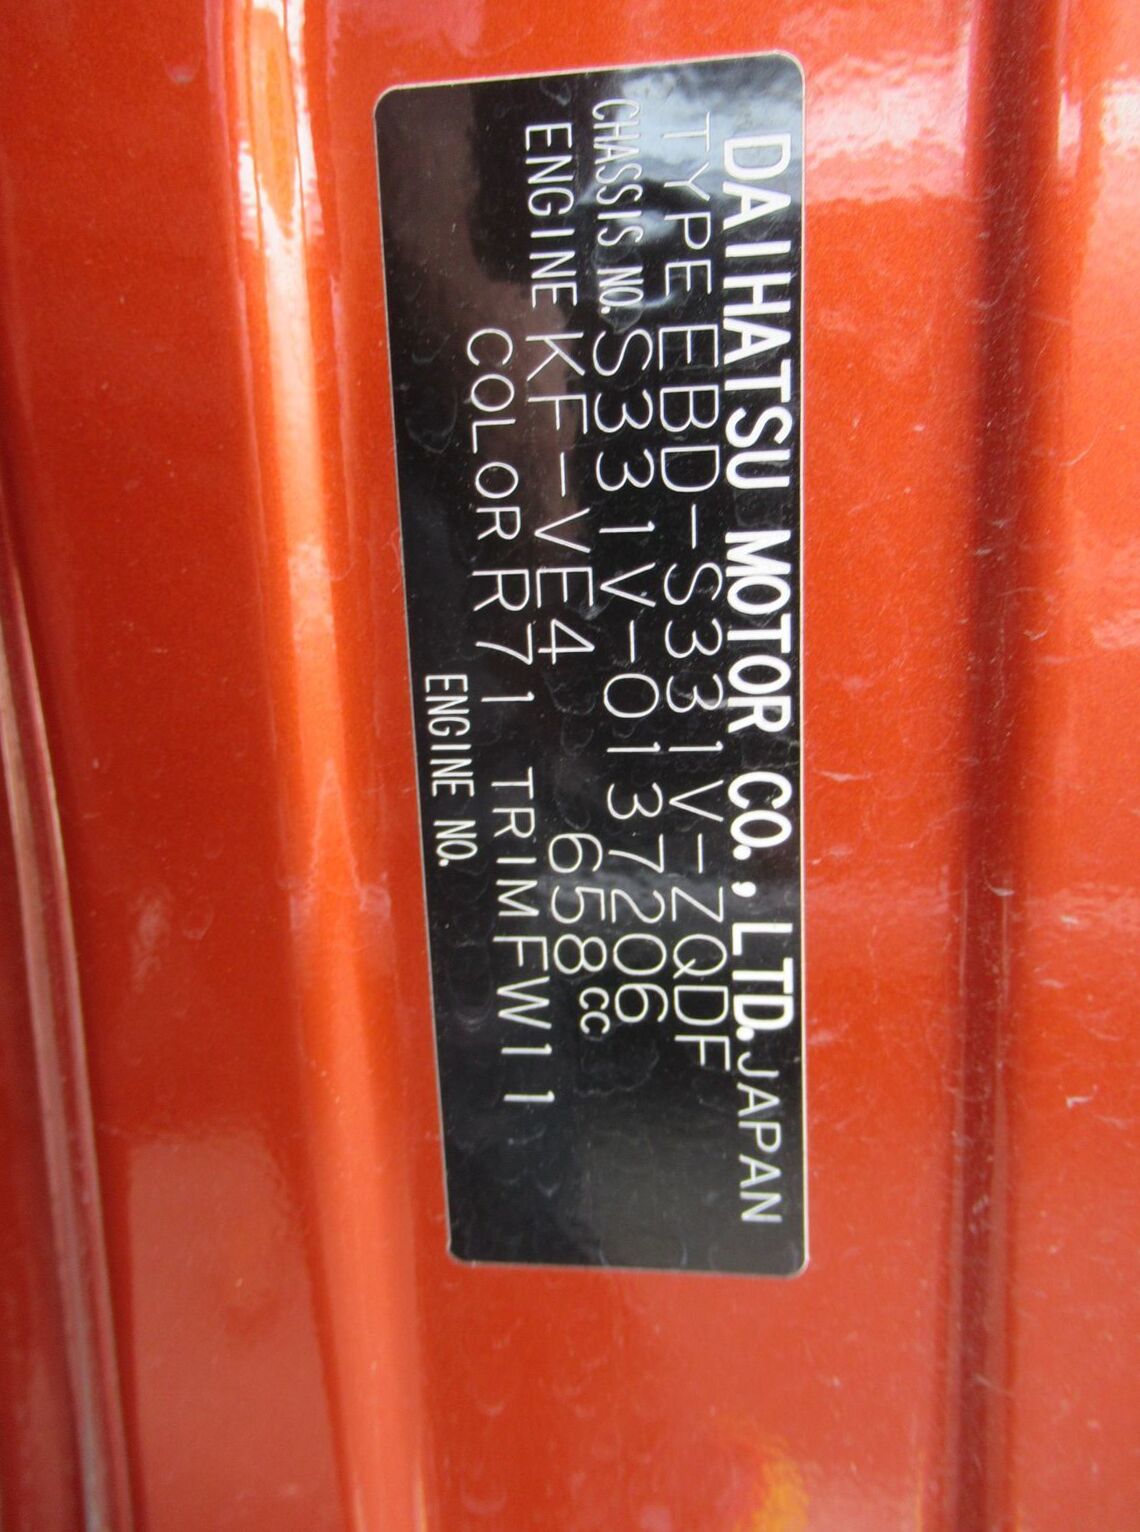 DAIHATSU MOTOR CO., LTD. JAPAN
TYPE EBD-S331V-ZQDF
CHASSIS NO. S331V-0137206
ENGINE KF-VE4 658cc
COLOR R71 TRIM FW11
ENGINE NO.